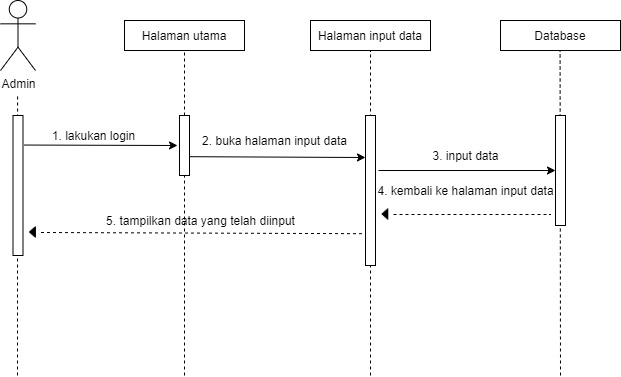 Halaman utama
Halaman input data
Database
Admin
1. lakukan login
2. buka halaman input data
3. input data
4. kembali ke halaman input data
5. tampilkan data yang telah diinput